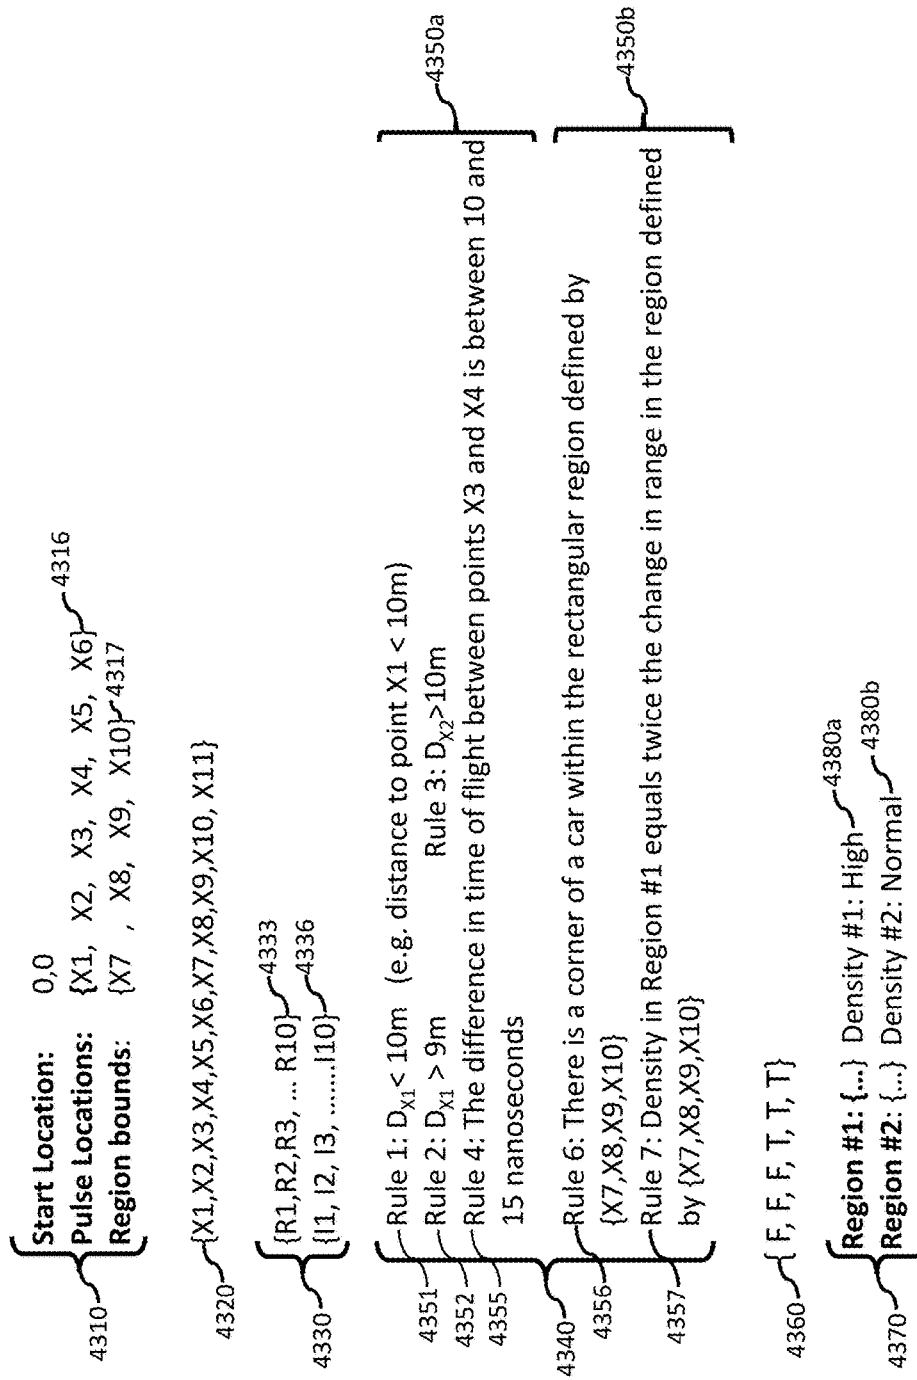 Start Location: 0,0
Pulse Locations: {X1, X2, X3, X4, X5, X6}
4316
Region bounds: {X7 , X8, X9, X10}
4317
4310
{X1,X2,X3,X4,X5,X6,X7,X8,X9,X10, X11}
4320
{R1,R2,R3, ... R10}
4333
{I1, I2, I3, .......I10}
4336
4330
Rule 1: DX1< 10m (e.g. distance to point X1 < 10m)
4351
Rule 2: DX1 > 9m Rule 3: DX2>10m
4352
Rule 4: The difference in time of flight between points X3 and X4 is between 10 and
15 nanoseconds
4355
4350a
4340
Rule 6: There is a corner of a car within the rectangular region defined by
{X7,X8,X9,X10}
4356
Rule 7: Density in Region #1 equals twice the change in range in the region defined
by {X7,X8,X9,X10}
4357
4350b
{ F, F, F, T, T, T}
4360
Region #1: {...} Density #1: High
4380a
Region #2: {...} Density #2: Normal
4380b
4370